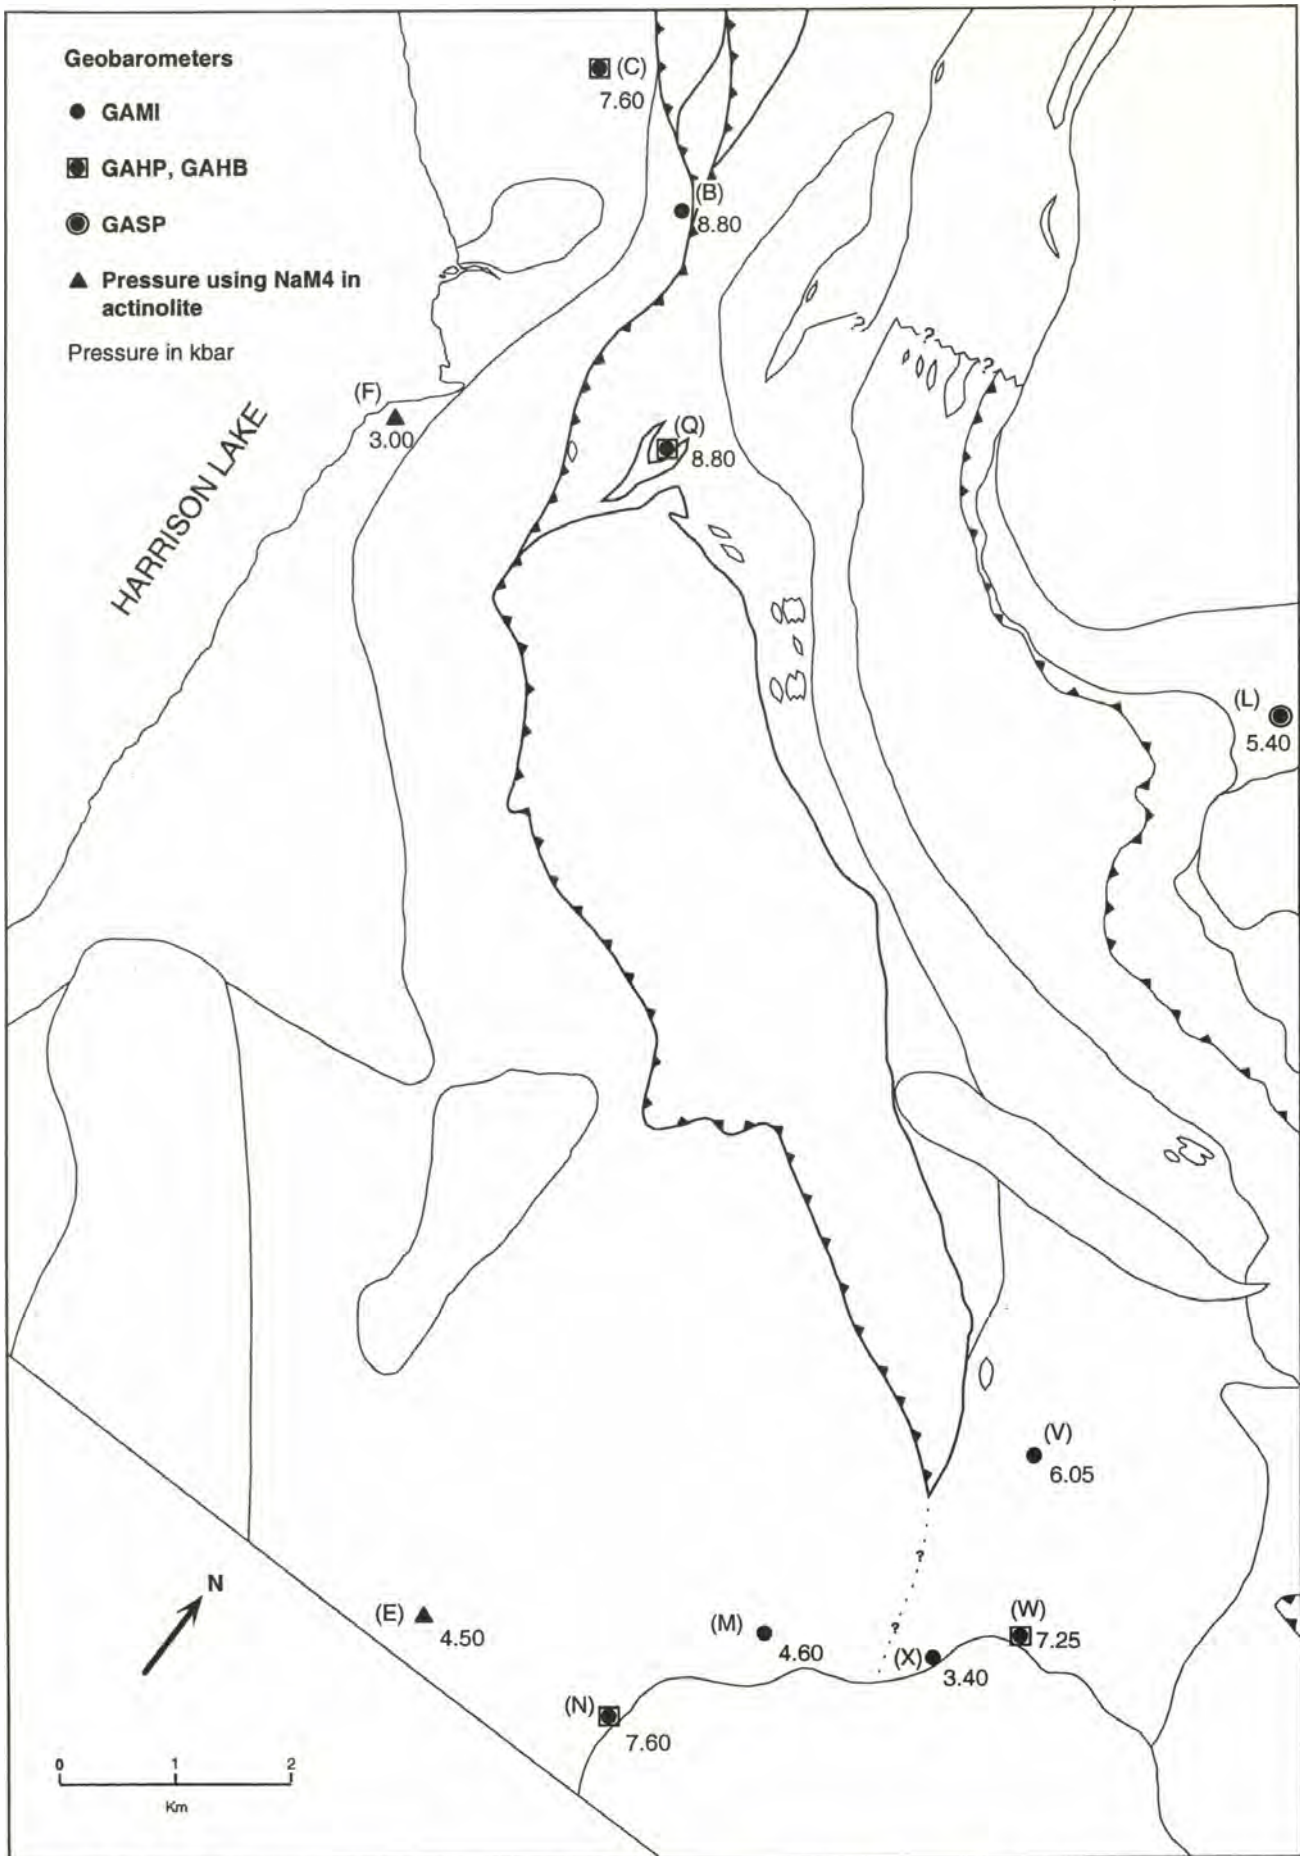 Geobarometers
GAMI
GAHP, GAHB
GASP
Pressure using NaM4 in
actinolite
Pressure in kbar
(C)
7.60
(B)
8.80
?
?
?
(F)
3.00
HARRISON LAKE
(Q)
8.80
(L)
5.40
(V)
6.05
?
N
(E)
4.50
(M)
4.60
?
(X)
3.40
(W)
7.25
(N)
7.60
0 1 2
Km